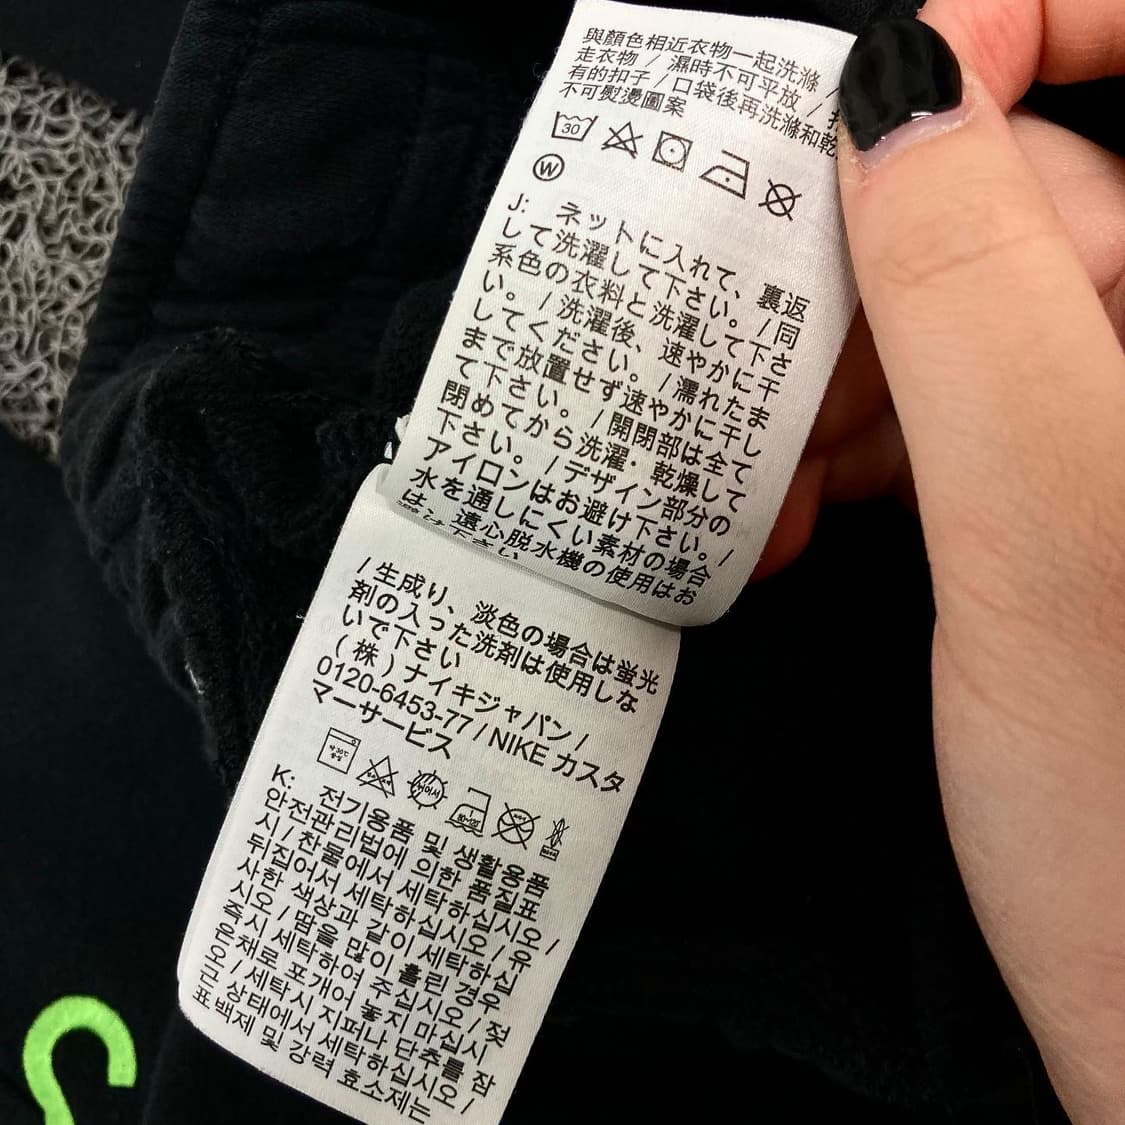 與顏色相近衣物一起洗滌 /
走衣物 / 濕時不可平放 /
有的扣子 / 口袋後再洗滌和乾
不可熨燙圖案
30
W
J: ネットに入れて、裏返
して洗濯して下さい。 / 同
系色の衣料と洗濯して下さ
い。 / 洗濯後、速やかに干
してください。 / 濡れたま
まで放置せず速やかに干し
て下さい。 / 開閉部は全て
閉めてから洗濯・乾燥して
下さい。 / デザイン部分の
アイロンはお避け下さい。 /
水を通しにくい素材の場合
は、遠心脱水機の使用はお
/ 生成り、淡色の場合は蛍光
剤の入った洗剤は使用しな
いで下さい
(株)ナイキジャパン /
0120-6453-77 / NIKE カスタ
マーサービス
K: 전기용품 및 생활용품
안전관리법에 의한 품질표
시 / 찬물에서 세탁하십시오 /
뒤집어서 세탁하십시오 / 유
사한 색상과 같이 세탁하십
시오 / 땀을 많이 흘린 경우
즉시 세탁하여 주십시오 / 젖
은채로 포개어 놓지 마십시
오 / 세탁시 지퍼나 단추를 잠
근 상태에서 세탁하십시오 /
표백제 및 강력 효소제는